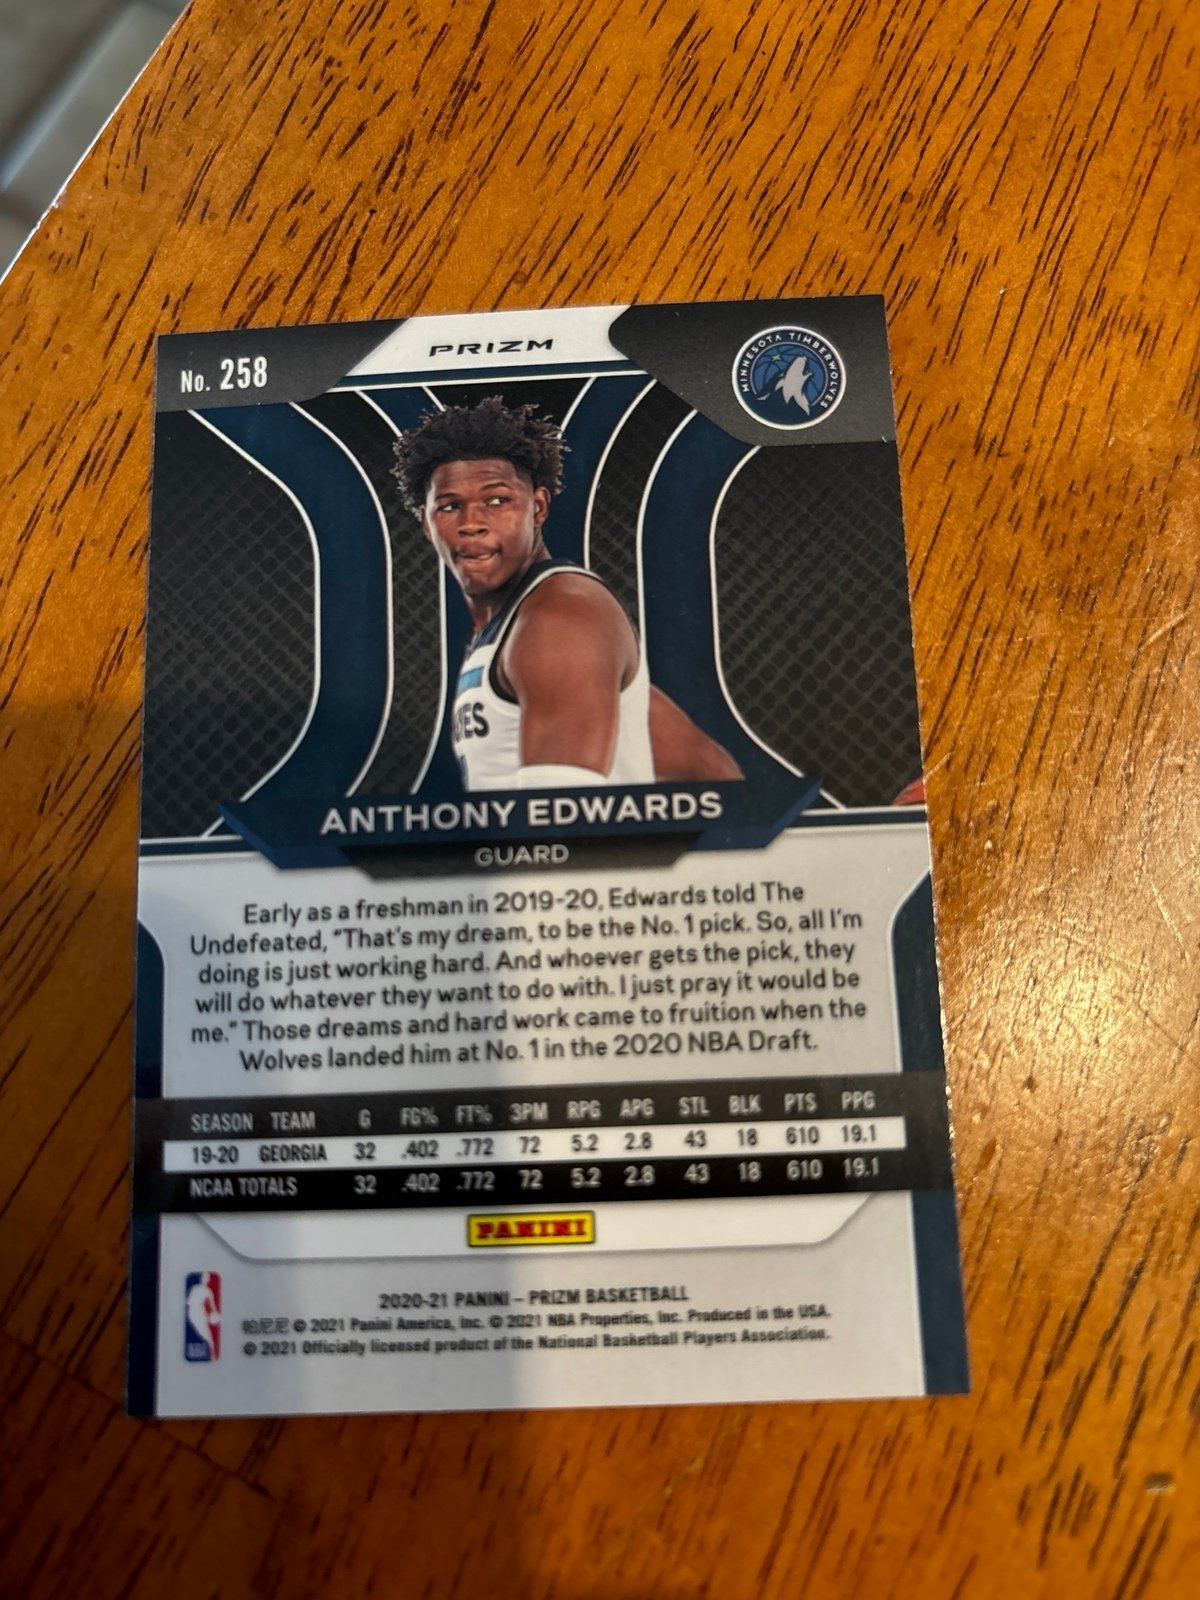 PRIZM
No. 258
MINNESOTA TIMBERWOLVES
VES
ANTHONY EDWARDS
GUARD
Early as a freshman in 2019-20, Edwards told The
Undefeated, "That's my dream, to be the No. 1 pick. So, all I'm
doing is just working hard. And whoever gets the pick, they
will do whatever they want to do with. I just pray it would be
me." Those dreams and hard work came to fruition when the
Wolves landed him at No. 1 in the 2020 NBA Draft.
SEASON TEAM G FG% FT% 3PM RPG APG STL BLK PTS PPG
19-20 GEORGIA 32 .402 .772 72 5.2 2.8 43 18 610 19.1
NCAA TOTALS 32 .402 .772 72 5.2 2.8 43 18 610 19.1
PANINI
2020-21 PANINI – PRIZM BASKETBALL
帕尼尼 © 2021 Panini America, Inc. © 2021 NBA Properties, Inc. Produced in the USA.
© 2021 Officially licensed product of the National Basketball Players Association.
NBA